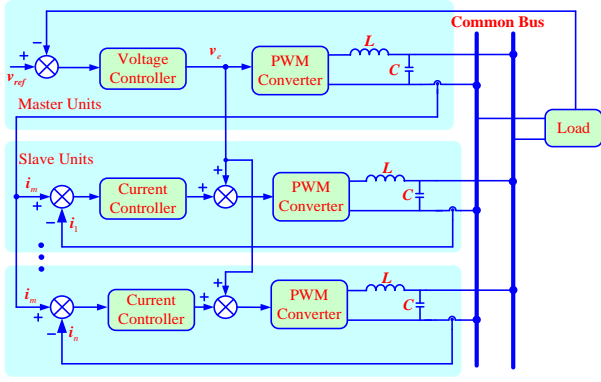 Common Bus
v_ref
+
−
Voltage
Controller
v_c
PWM
Converter
L
C
Master Units
Load
Slave Units
i_m
+
−
i_1
Current
Controller
+
+
PWM
Converter
L
C
i_m
+
−
i_n
Current
Controller
+
+
PWM
Converter
L
C